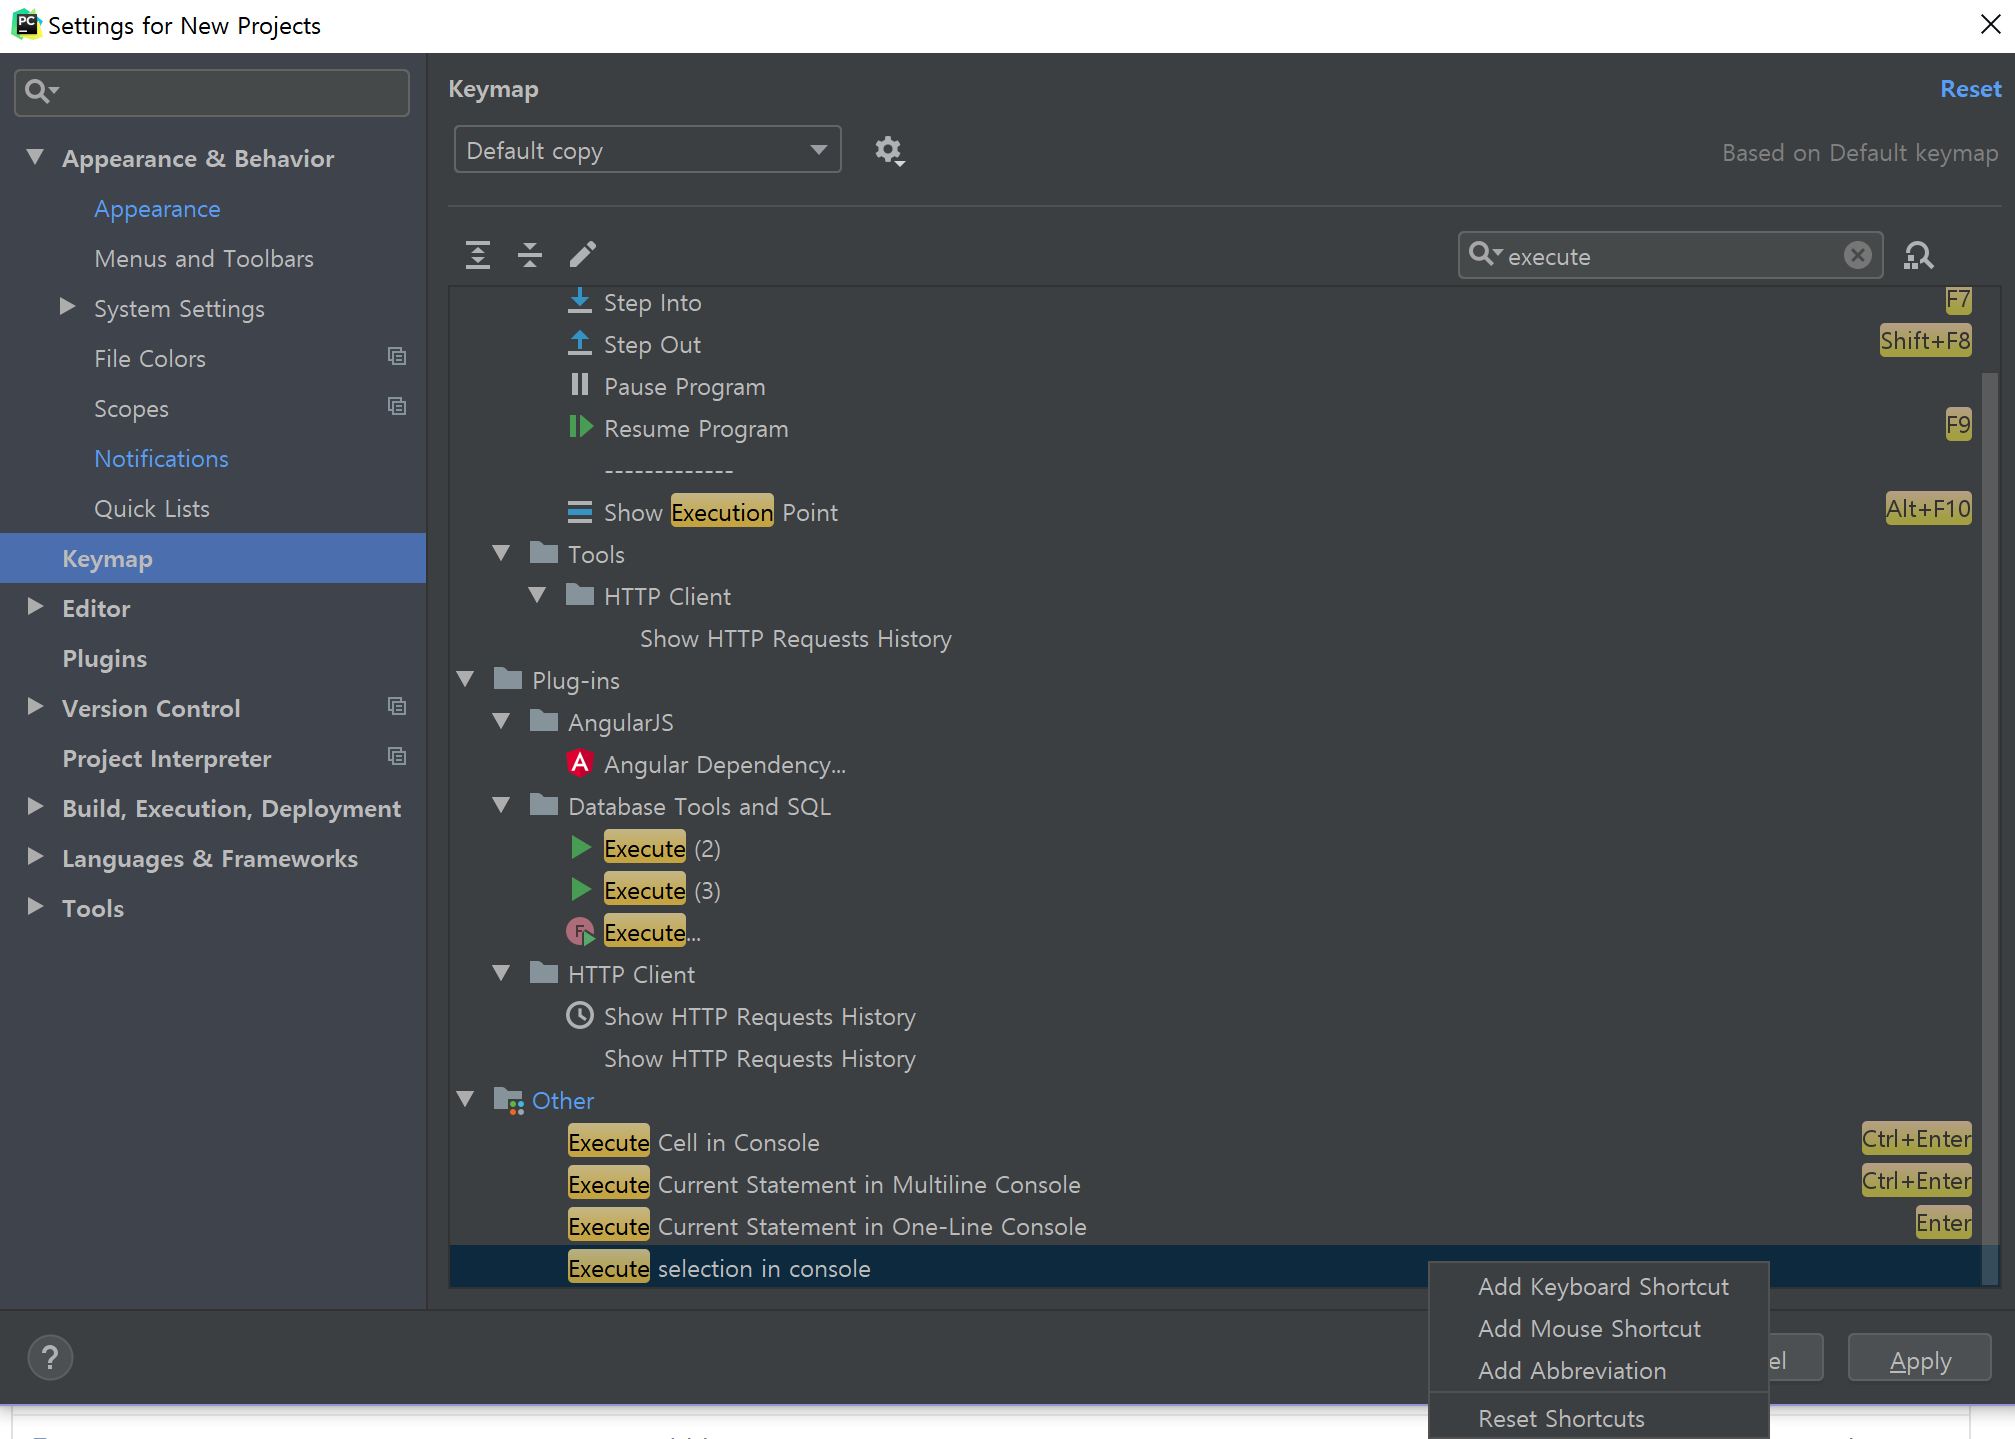 PC
Settings for New Projects
Appearance & Behavior
Appearance
Menus and Toolbars
System Settings
File Colors
Scopes
Notifications
Quick Lists
Keymap
Editor
Plugins
Version Control
Project Interpreter
Build, Execution, Deployment
Languages & Frameworks
Tools
Keymap
Reset
Default copy
Based on Default keymap
execute
Step Into F7
Step Out Shift+F8
Pause Program
Resume Program F9
-------------
Show Execution Point Alt+F10
Tools
HTTP Client
Show HTTP Requests History
Plug-ins
AngularJS
A Angular Dependency...
Database Tools and SQL
Execute (2)
Execute (3)
F Execute...
HTTP Client
Show HTTP Requests History
Show HTTP Requests History
Other
Execute Cell in Console Ctrl+Enter
Execute Current Statement in Multiline Console Ctrl+Enter
Execute Current Statement in One-Line Console Enter
Execute selection in console
Add Keyboard Shortcut
Add Mouse Shortcut
Add Abbreviation
Reset Shortcuts
?
el
Apply